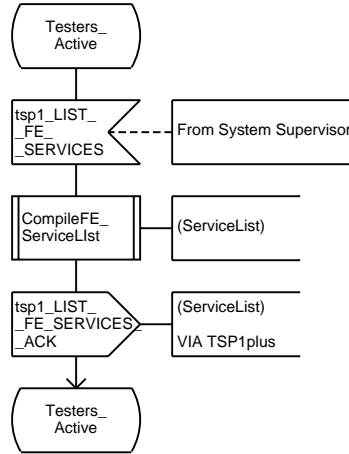 Testers_
Active
tsp1_LIST_
_FE_
_SERVICES
From System Supervisor
CompileFE_
ServiceLIst
(ServiceList)
tsp1_LIST_
_FE_SERVICES_
_ACK
(ServiceList)
VIA TSP1plus
Testers_
Active